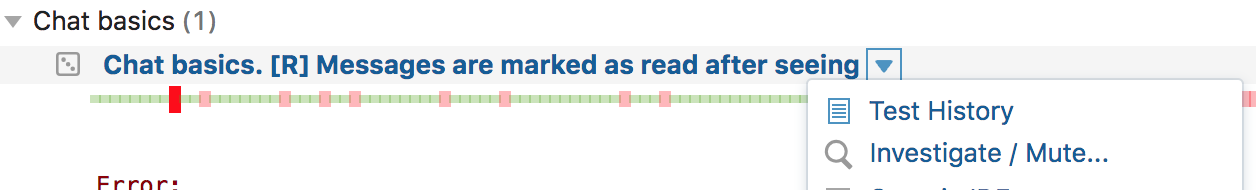 Chat basics (1)
Chat basics. [R] Messages are marked as read after seeing
Test History
Investigate / Mute...
Error: